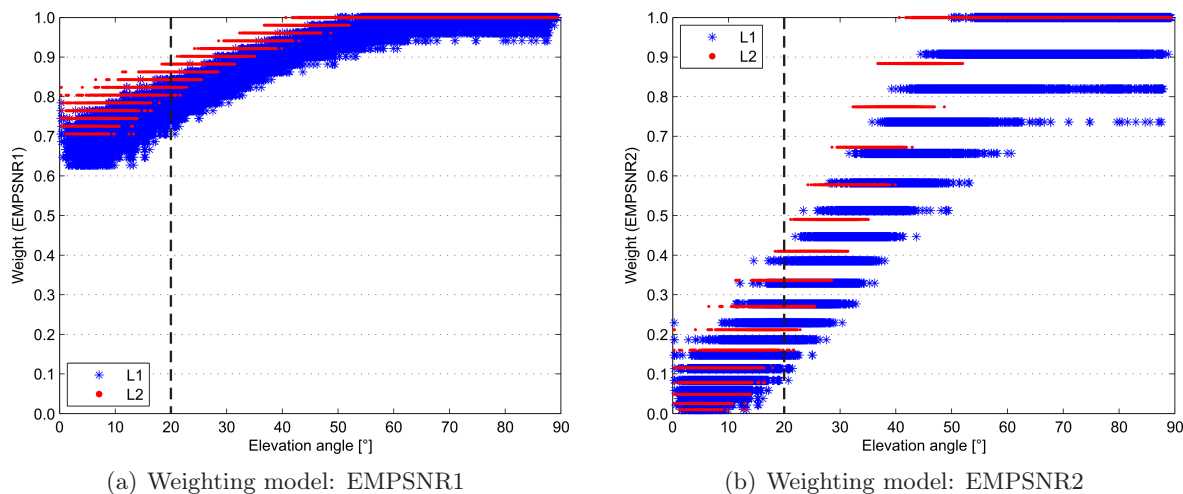 Weight (EMPSNR1)
1.0
0.9
0.8
0.7
0.6
0.5
0.4
0.3
0.2
0.1
0.0
L1
L2
0 10 20 30 40 50 60 70 80 90
Elevation angle [°]
(a) Weighting model: EMPSNR1
Weight (EMPSNR2)
1.0
0.9
0.8
0.7
0.6
0.5
0.4
0.3
0.2
0.1
0.0
L1
L2
0 10 20 30 40 50 60 70 80 90
Elevation angle [°]
(b) Weighting model: EMPSNR2